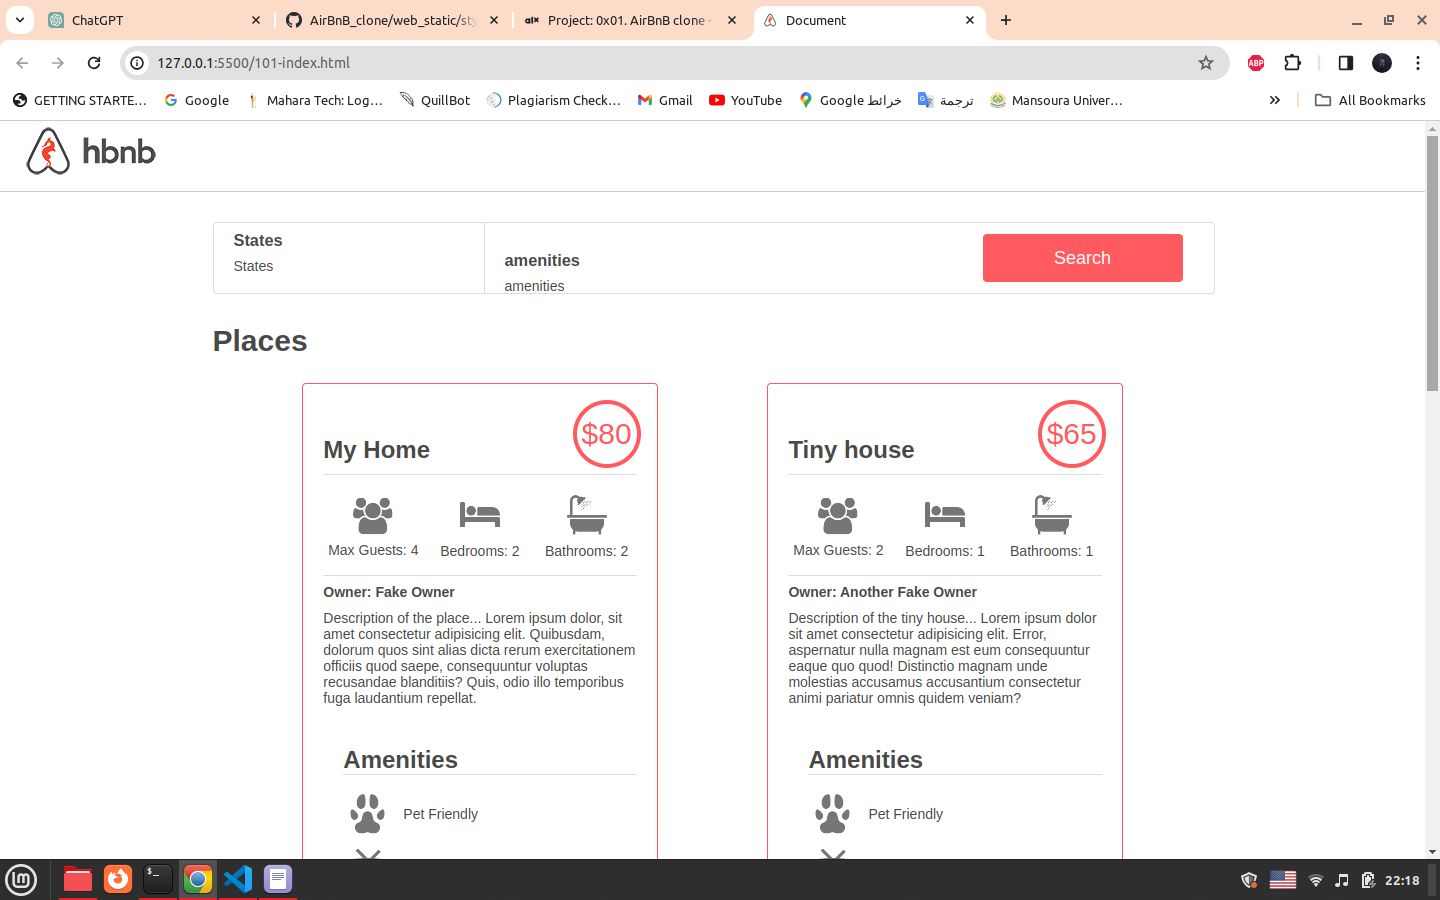 ChatGPT
AirBnB_clone/web_static/sty
alx Project: 0x01. AirBnB clone -
Document
127.0.0.1:5500/101-index.html
ABP
GETTING STARTE...
Google
Mahara Tech: Log...
QuillBot
Plagiarism Check...
Gmail
YouTube
خرائط Google
ترجمة
Mansoura Univer...
All Bookmarks
hbnb
States
States
amenities
amenities
Search
Places
$80
My Home
Max Guests: 4
Bedrooms: 2
Bathrooms: 2
Owner: Fake Owner
Description of the place... Lorem ipsum dolor, sit
amet consectetur adipisicing elit. Quibusdam,
dolorum quos sint alias dicta rerum exercitationem
officiis quod saepe, consequuntur voluptas
recusandae blanditiis? Quis, odio illo temporibus
fuga laudantium repellat.
Amenities
Pet Friendly
$65
Tiny house
Max Guests: 2
Bedrooms: 1
Bathrooms: 1
Owner: Another Fake Owner
Description of the tiny house... Lorem ipsum dolor
sit amet consectetur adipisicing elit. Error,
aspernatur nulla magnam est eum consequuntur
eaque quo quod! Distinctio magnam unde
molestias accusamus accusantium consectetur
animi pariatur omnis quidem veniam?
Amenities
Pet Friendly
22:18